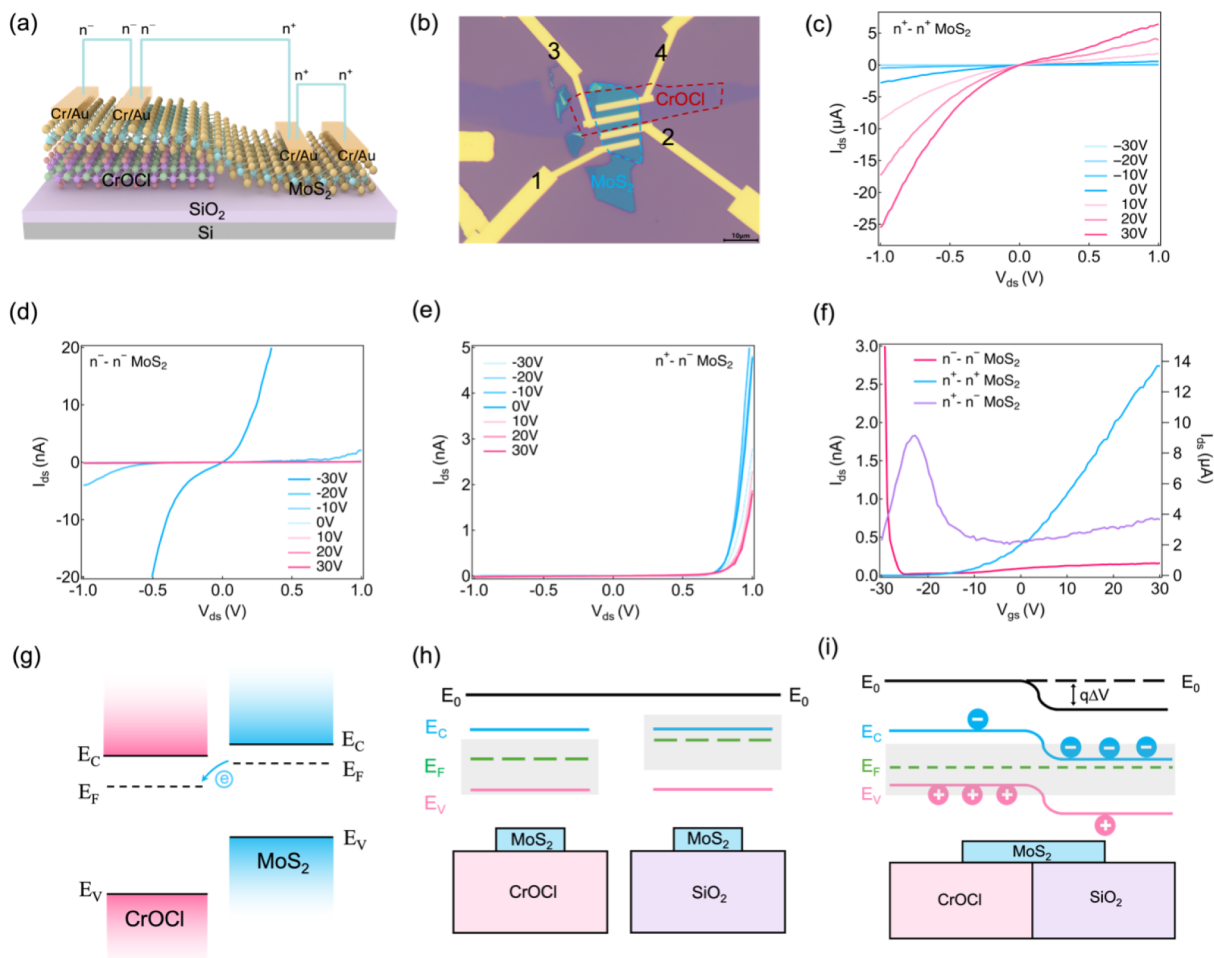 (a)
n⁻ n⁻ n⁻ n⁺
n⁺ n⁺
Cr/Au Cr/Au
Cr/Au Cr/Au
CrOCl
MoS₂
SiO₂
Si
(b)
3
4
CrOCl
2
1
MoS₂
10μm
(c)
n⁺- n⁺ MoS₂
5
0
-5
-10
-15
-20
-25
I_ds (μA)
−30V
−20V
−10V
0V
10V
20V
30V
-1.0 -0.5 0.0 0.5 1.0
V_ds (V)
(d)
n⁻- n⁻ MoS₂
20
10
0
-10
-20
I_ds (nA)
-30V
-20V
-10V
0V
10V
20V
30V
-1.0 -0.5 0.0 0.5 1.0
V_ds (V)
(e)
n⁺- n⁻ MoS₂
5
4
3
2
1
0
I_ds (nA)
-30V
-20V
-10V
0V
10V
20V
30V
-1.0 -0.5 0.0 0.5 1.0
V_ds (V)
(f)
n⁻- n⁻ MoS₂
n⁺- n⁺ MoS₂
n⁺- n⁻ MoS₂
3.0
2.5
2.0
1.5
1.0
0.5
0.0
I_ds (nA)
14
12
10
8
6
4
2
0
I_ds (μA)
-30 -20 -10 0 10 20 30
V_gs (V)
(g)
E_C
E_F
E_V
CrOCl
e
E_C
E_F
E_V
MoS₂
(h)
E₀ E₀
E_C
E_F
E_V
MoS₂ MoS₂
CrOCl SiO₂
(i)
E₀ E₀
qΔV
E_C
E_F
E_V
MoS₂
CrOCl SiO₂